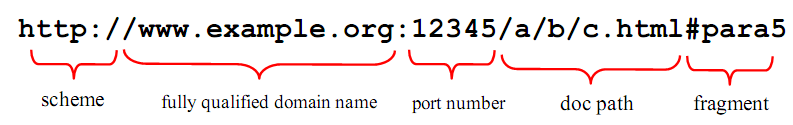 http://www.example.org:12345/a/b/c.html#para5
scheme fully qualified domain name port number doc path fragment